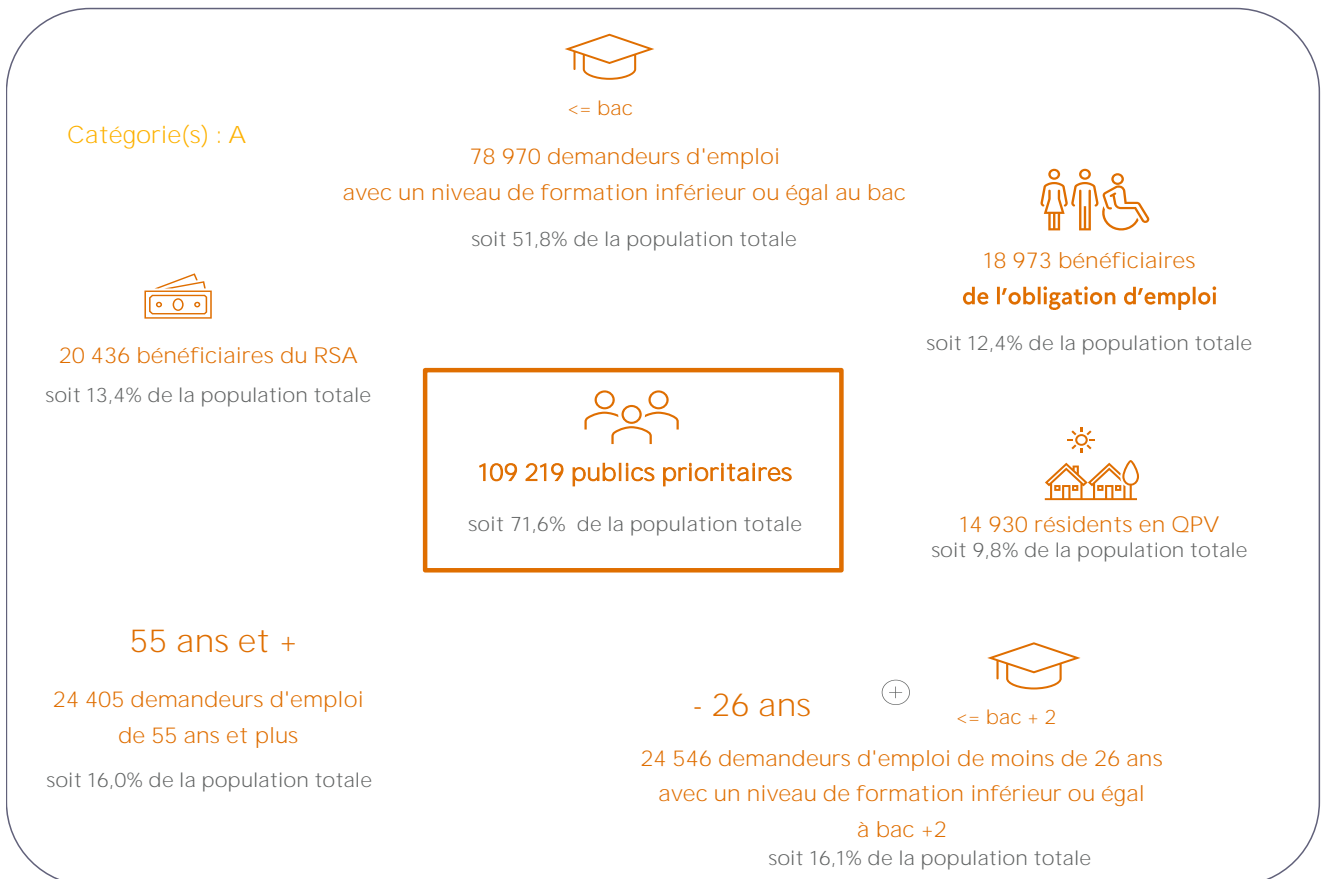 Catégorie(s) : A
<= bac
78 970 demandeurs d'emploi
avec un niveau de formation inférieur ou égal au bac
soit 51,8% de la population totale
18 973 bénéficiaires
de l'obligation d'emploi
soit 12,4% de la population totale
20 436 bénéficiaires du RSA
soit 13,4% de la population totale
109 219 publics prioritaires
soit 71,6% de la population totale
14 930 résidents en QPV
soit 9,8% de la population totale
55 ans et +
24 405 demandeurs d'emploi
de 55 ans et plus
soit 16,0% de la population totale
- 26 ans
<= bac + 2
24 546 demandeurs d'emploi de moins de 26 ans
avec un niveau de formation inférieur ou égal
à bac +2
soit 16,1% de la population totale